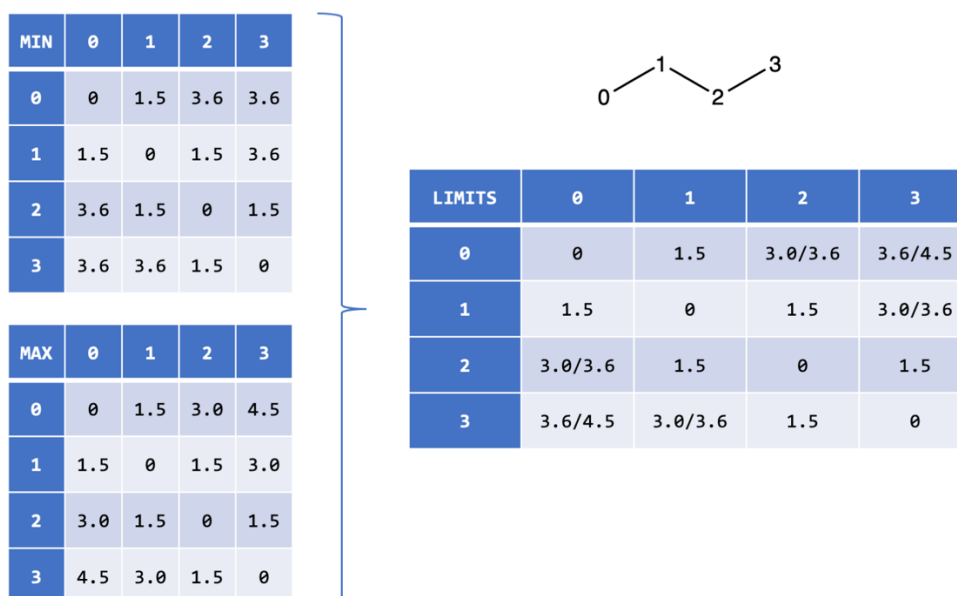 MIN 0 1 2 3
0 0 1.5 3.6 3.6
1 1.5 0 1.5 3.6
2 3.6 1.5 0 1.5
3 3.6 3.6 1.5 0
MAX 0 1 2 3
0 0 1.5 3.0 4.5
1 1.5 0 1.5 3.0
2 3.0 1.5 0 1.5
3 4.5 3.0 1.5 0
1 3
0 2
LIMITS 0 1 2 3
0 0 1.5 3.0/3.6 3.6/4.5
1 1.5 0 1.5 3.0/3.6
2 3.0/3.6 1.5 0 1.5
3 3.6/4.5 3.0/3.6 1.5 0